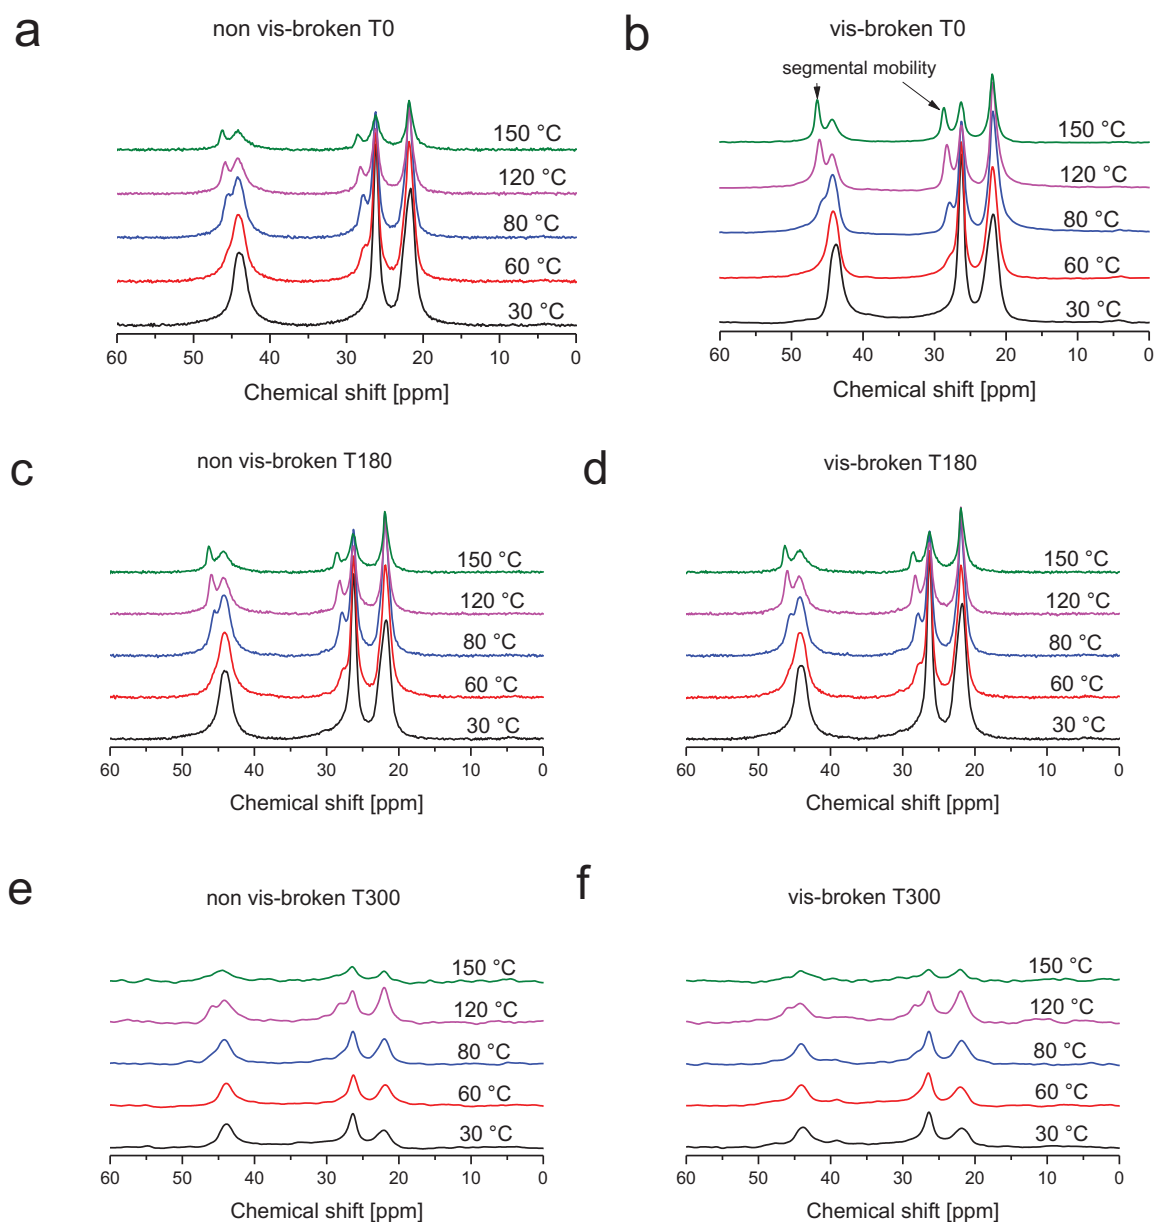 a
non vis-broken T0
150 °C
120 °C
80 °C
60 °C
30 °C
60 50 40 30 20 10 0
Chemical shift [ppm]
b
vis-broken T0
segmental mobility
150 °C
120 °C
80 °C
60 °C
30 °C
60 50 40 30 20 10 0
Chemical shift [ppm]
c
non vis-broken T180
150 °C
120 °C
80 °C
60 °C
30 °C
60 50 40 30 20 10 0
Chemical shift [ppm]
d
vis-broken T180
150 °C
120 °C
80 °C
60 °C
30 °C
60 50 40 30 20 10 0
Chemical shift [ppm]
e
non vis-broken T300
150 °C
120 °C
80 °C
60 °C
30 °C
60 50 40 30 20 10 0
Chemical shift [ppm]
f
vis-broken T300
150 °C
120 °C
80 °C
60 °C
30 °C
60 50 40 30 20 10 0
Chemical shift [ppm]